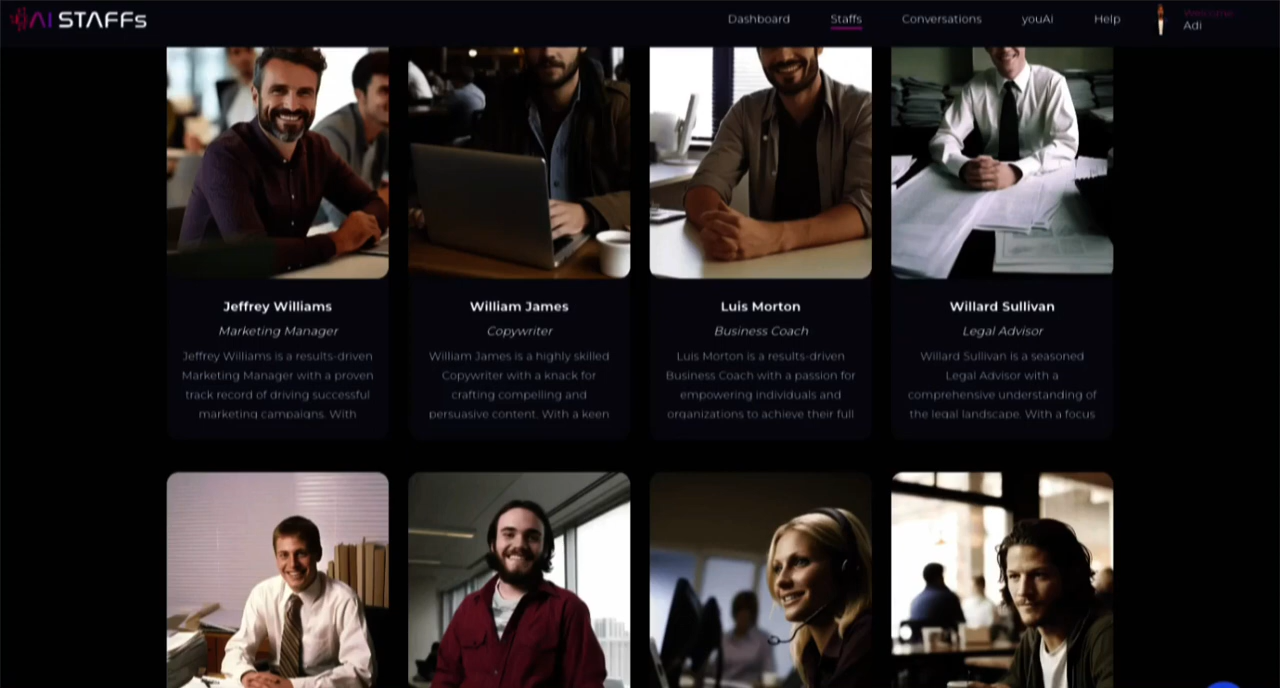 AI STAFFs
Dashboard
Staffs
Conversations
youAI
Help
Welcome
Adi
Jeffrey Williams
Marketing Manager
Jeffrey Williams is a results-driven
Marketing Manager with a proven
track record of driving successful
marketing campaigns. With
William James
Copywriter
William James is a highly skilled
Copywriter with a knack for
crafting compelling and
persuasive content. With a keen
Luis Morton
Business Coach
Luis Morton is a results-driven
Business Coach with a passion for
empowering individuals and
organizations to achieve their full
Willard Sullivan
Legal Advisor
Willard Sullivan is a seasoned
Legal Advisor with a
comprehensive understanding of
the legal landscape. With a focus